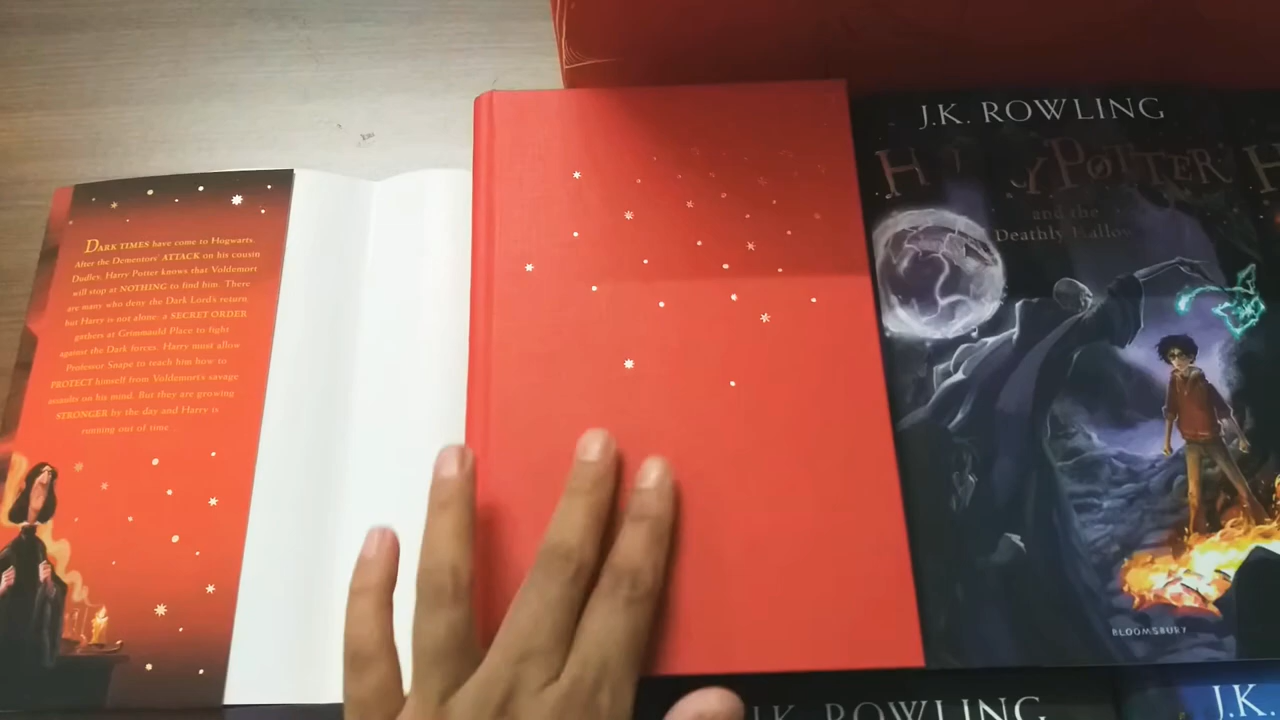 DARK TIMES have come to Hogwarts.
After the Dementors' ATTACK on his cousin
Dudley, Harry Potter knows that Voldemort
will stop at NOTHING to find him. There
are many who deny the Dark Lord's return,
but Harry is not alone: a SECRET ORDER
gathers at Grimmauld Place to fight
against the Dark forces. Harry must allow
Professor Snape to teach him how to
PROTECT himself from Voldemort's savage
assaults on his mind. But they are growing
STRONGER by the day and Harry is
running out of time ...
J.K. ROWLING
H Y POTTER
and the
Deathly Hallow
BLOOMSBURY
J.K. ROWLING
J.K.
H